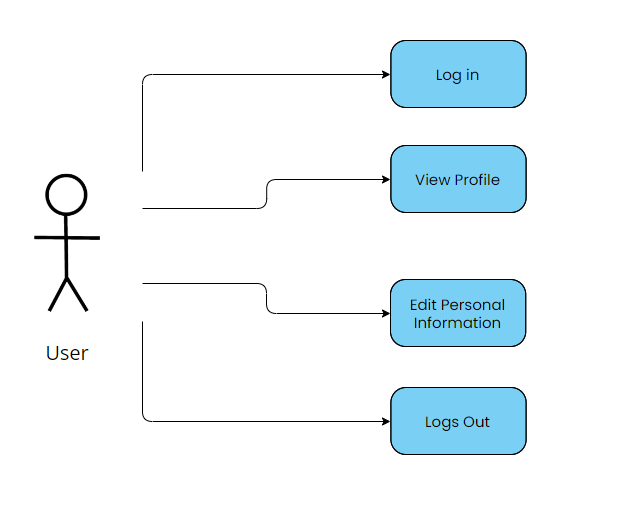 Log in
View Profile
Edit Personal
Information
User
Logs Out